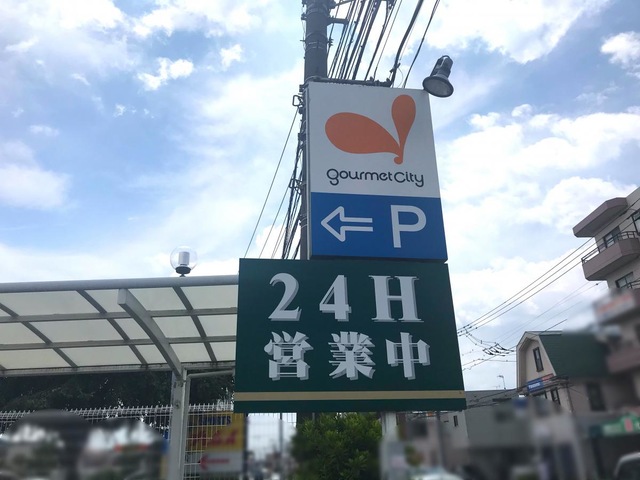 gourmet City
P
24H
営業中